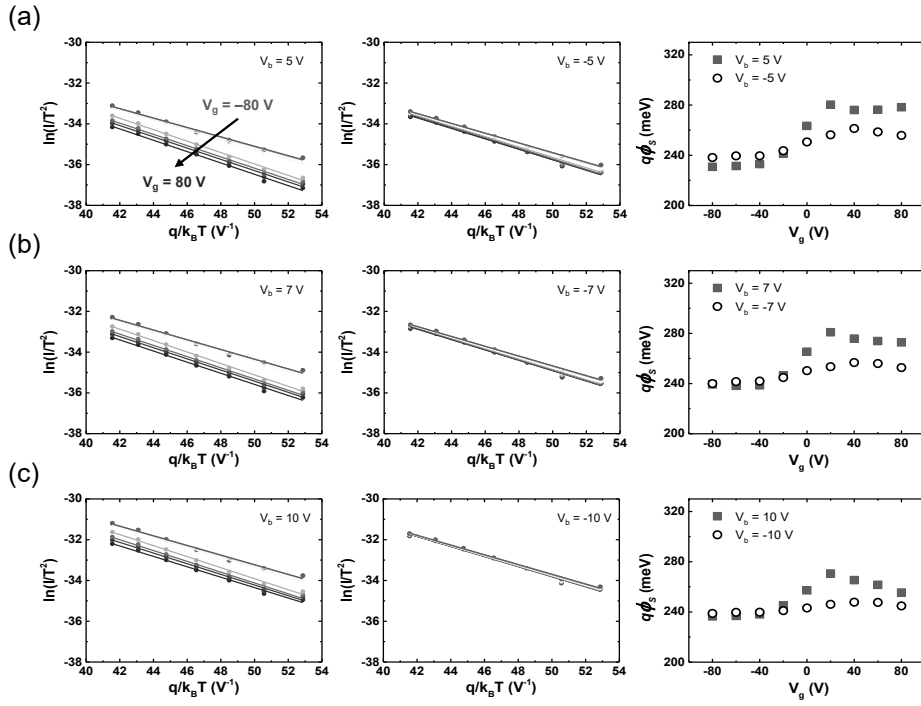 (a)
-30
-32
-34
-36
-38
ln(I/T²)
V_b = 5 V
V_g = −80 V
V_g = 80 V
40 42 44 46 48 50 52 54
q/k_BT (V⁻¹)
-30
-32
-34
-36
-38
ln(I/T²)
V_b = -5 V
40 42 44 46 48 50 52 54
q/k_BT (V⁻¹)
320
280
240
200
qϕ_s (meV)
V_b = 5 V
V_b = -5 V
-80 -40 0 40 80
V_g (V)
(b)
-30
-32
-34
-36
-38
ln(I/T²)
V_b = 7 V
40 42 44 46 48 50 52 54
q/k_BT (V⁻¹)
-30
-32
-34
-36
-38
ln(I/T²)
V_b = -7 V
40 42 44 46 48 50 52 54
q/k_BT (V⁻¹)
320
280
240
200
qϕ_s (meV)
V_b = 7 V
V_b = -7 V
-80 -40 0 40 80
V_g (V)
(c)
-30
-32
-34
-36
-38
ln(I/T²)
V_b = 10 V
40 42 44 46 48 50 52 54
q/k_BT (V⁻¹)
-30
-32
-34
-36
-38
ln(I/T²)
V_b = -10 V
40 42 44 46 48 50 52 54
q/k_BT (V⁻¹)
320
280
240
200
qϕ_s (meV)
V_b = 10 V
V_b = -10 V
-80 -40 0 40 80
V_g (V)